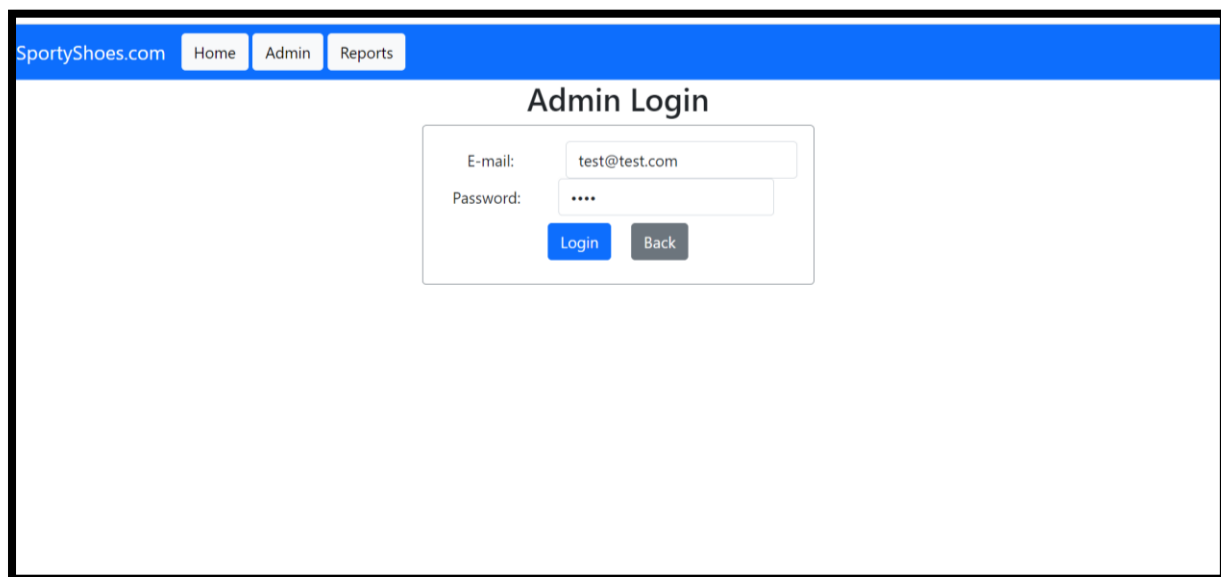 SportyShoes.com Home Admin Reports
Admin Login
E-mail: test@test.com
Password: ••••
Login Back